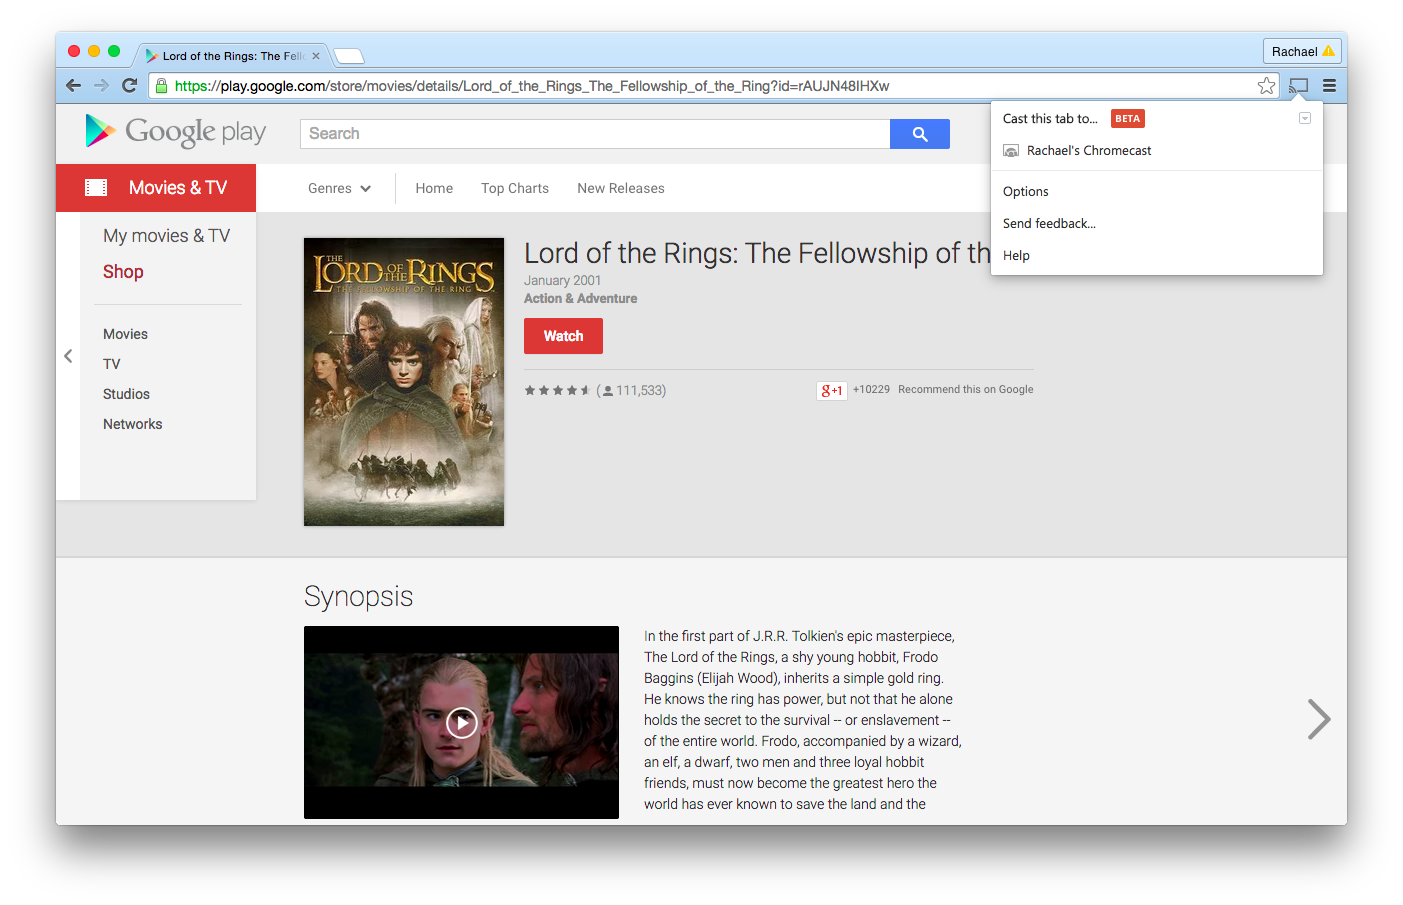 Lord of the Rings: The Fell
Rachael
https://play.google.com/store/movies/details/Lord_of_the_Rings_The_Fellowship_of_the_Ring?id=rAUJN48IHXw
Google play
Search
Cast this tab to... BETA
Rachael's Chromecast
Options
Send feedback...
Help
Movies & TV
Genres Home Top Charts New Releases
My movies & TV
Shop
Movies
TV
Studios
Networks
THE
LORD OF THE RINGS
THE FELLOWSHIP OF THE RING
Lord of the Rings: The Fellowship of th
January 2001
Action & Adventure
Watch
(111,533)
g+1 +10229 Recommend this on Google
Synopsis
In the first part of J.R.R. Tolkien's epic masterpiece,
The Lord of the Rings, a shy young hobbit, Frodo
Baggins (Elijah Wood), inherits a simple gold ring.
He knows the ring has power, but not that he alone
holds the secret to the survival -- or enslavement --
of the entire world. Frodo, accompanied by a wizard,
an elf, a dwarf, two men and three loyal hobbit
friends, must now become the greatest hero the
world has ever known to save the land and the